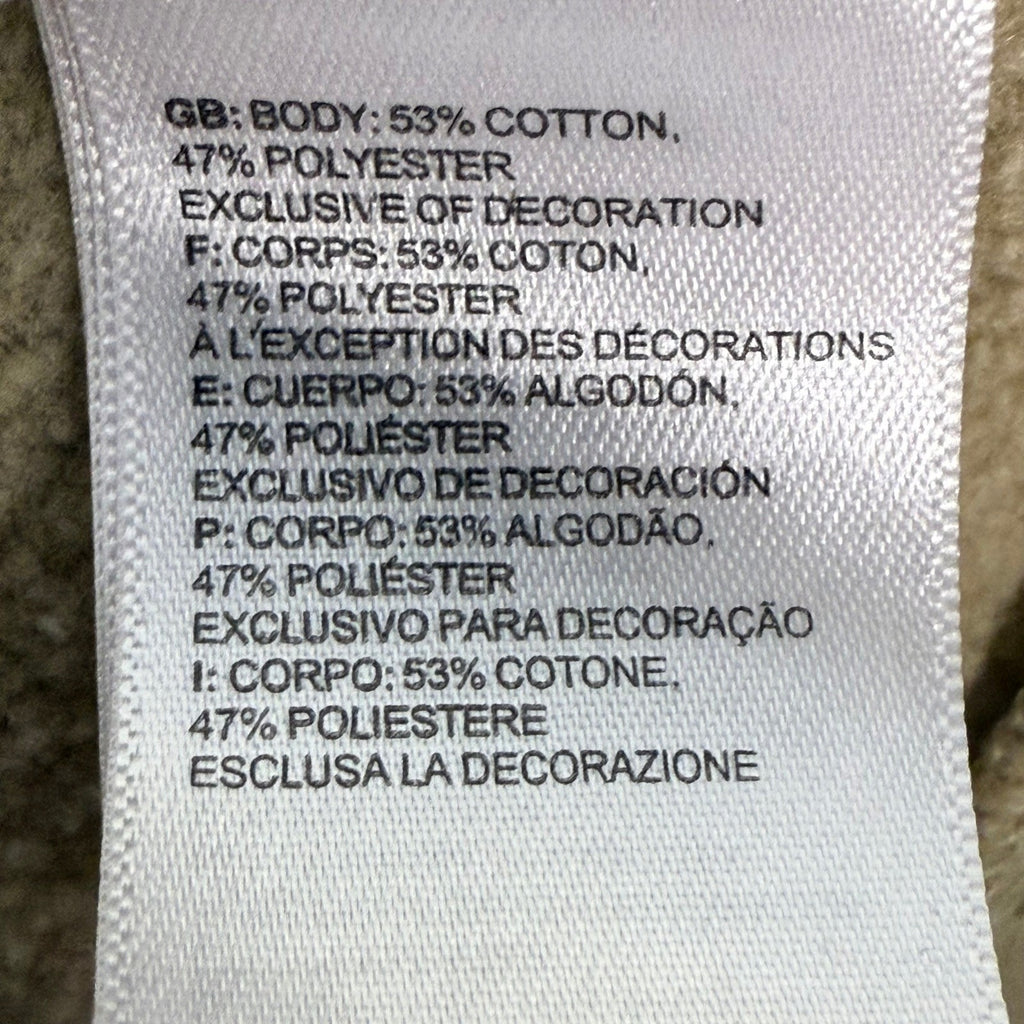 GB: BODY: 53% COTTON,
47% POLYESTER
EXCLUSIVE OF DECORATION
F: CORPS: 53% COTON,
47% POLYESTER
À L'EXCEPTION DES DÉCORATIONS
E: CUERPO: 53% ALGODÓN,
47% POLIÉSTER
EXCLUSIVO DE DECORACIÓN
P: CORPO: 53% ALGODÃO,
47% POLIÉSTER
EXCLUSIVO PARA DECORAÇÃO
I: CORPO: 53% COTONE,
47% POLIESTERE
ESCLUSA LA DECORAZIONE